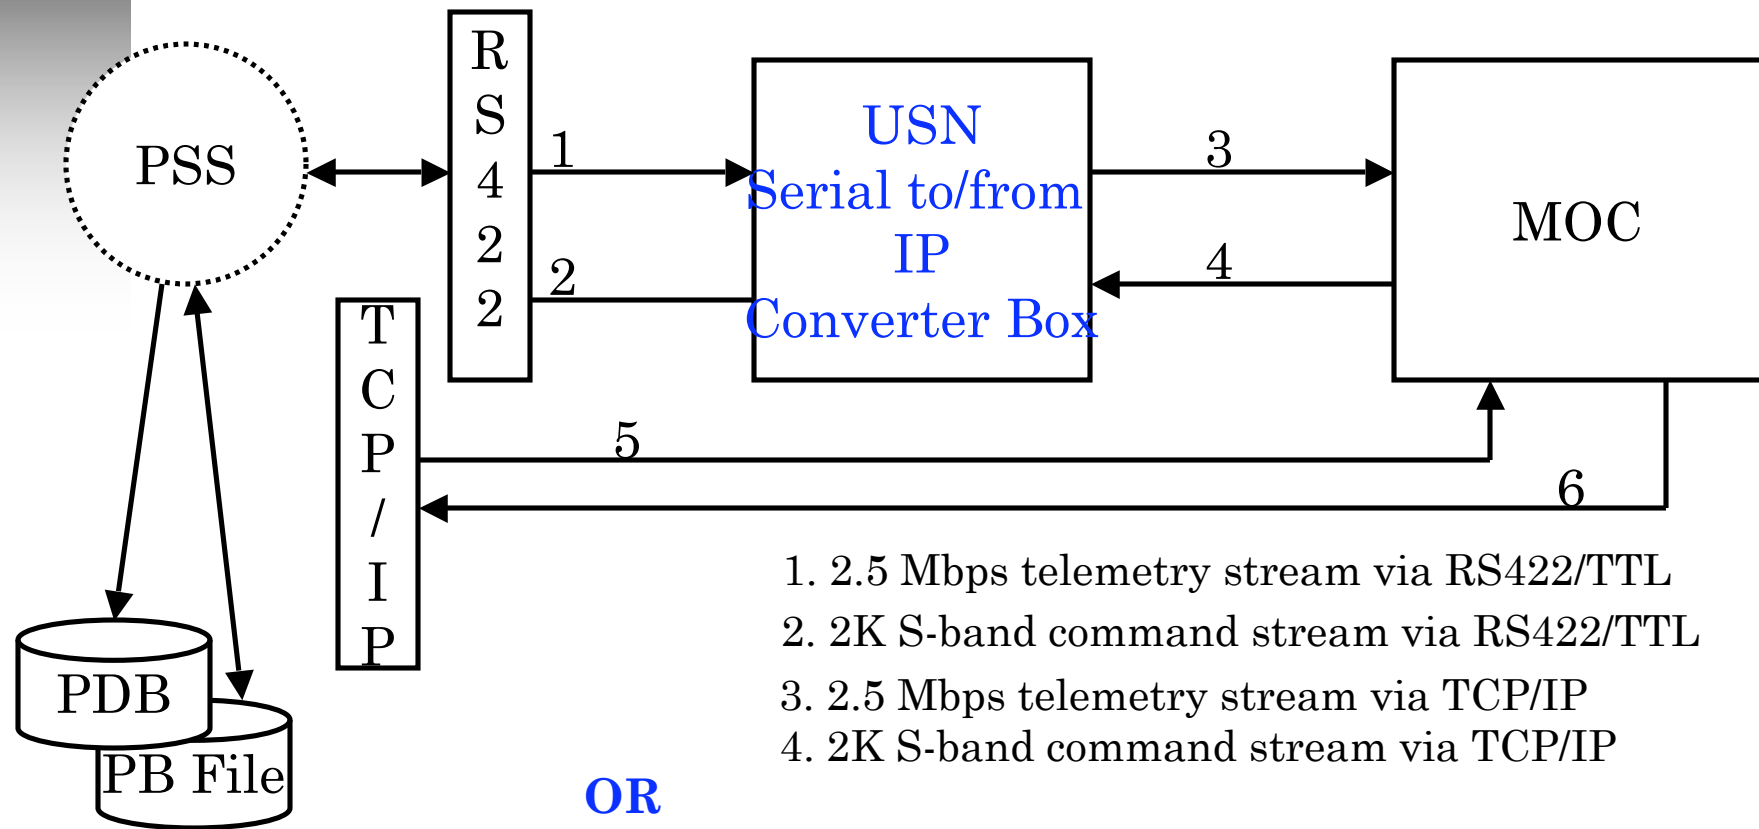 PSS
R
S
4
2
2
1
2
USN
Serial to/from
IP
Converter Box
3
4
MOC
T
C
P
/
I
P
5
6
PDB
PB File
1. 2.5 Mbps telemetry stream via RS422/TTL
2. 2K S-band command stream via RS422/TTL
3. 2.5 Mbps telemetry stream via TCP/IP
4. 2K S-band command stream via TCP/IP
OR